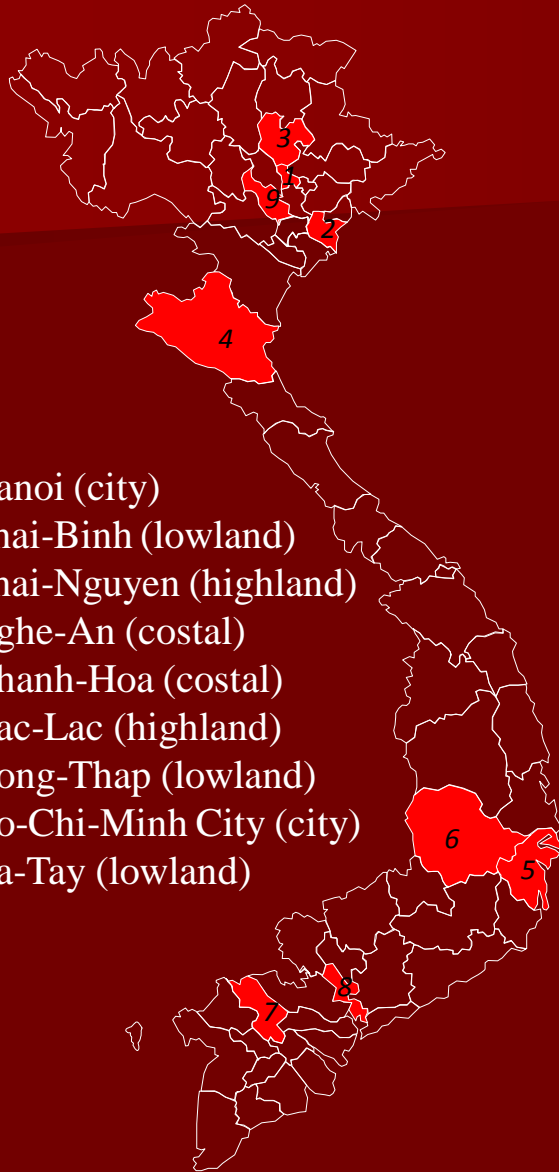 3
1
9
2
4
anoi (city)
hai-Binh (lowland)
hai-Nguyen (highland)
ghe-An (costal)
hanh-Hoa (costal)
ac-Lac (highland)
ong-Thap (lowland)
o-Chi-Minh City (city)
a-Tay (lowland)
6
5
8
7